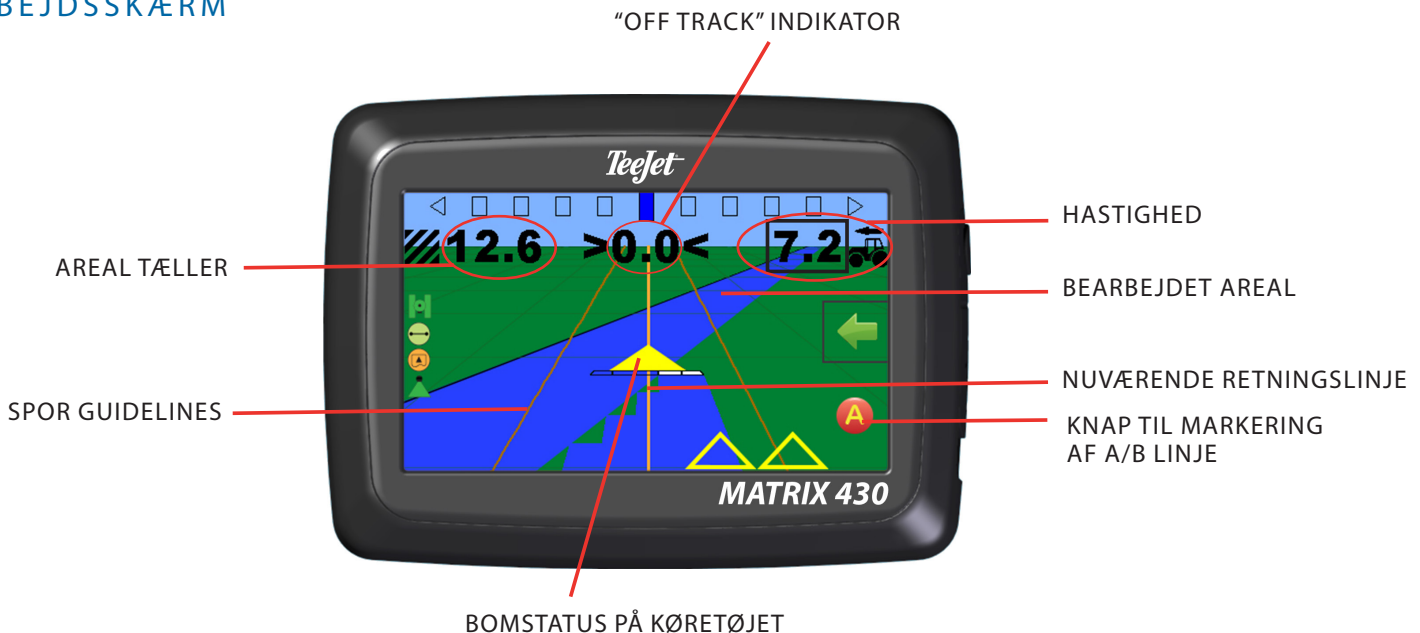 BEJDSSKÆRM
“OFF TRACK” INDIKATOR
TeeJet
12.6 >0.0< 7.2
HASTIGHED
AREAL TÆLLER
BEARBEJDET AREAL
NUVÆRENDE RETNINGSLINJE
SPOR GUIDELINES
A
KNAP TIL MARKERING
AF A/B LINJE
MATRIX 430
BOMSTATUS PÅ KØRETØJET